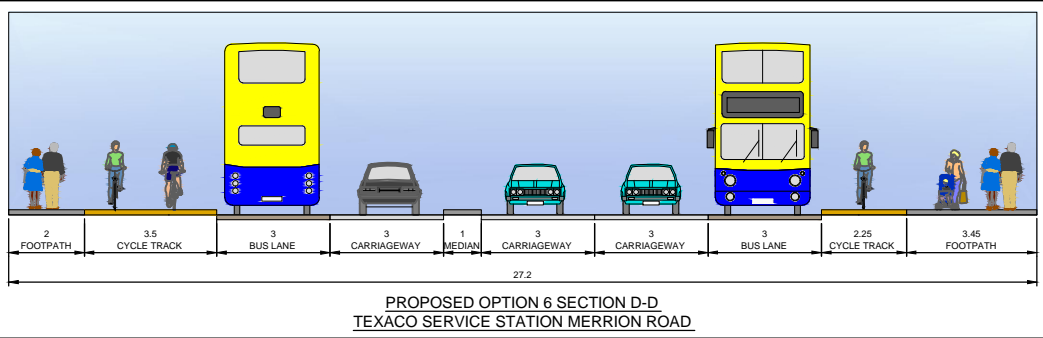 2 3.5 3 3 1 3 3 3 2.25 3.45
FOOTPATH CYCLE TRACK BUS LANE CARRIAGEWAY MEDIAN CARRIAGEWAY CARRIAGEWAY BUS LANE CYCLE TRACK FOOTPATH
27.2
PROPOSED OPTION 6 SECTION D-D
TEXACO SERVICE STATION MERRION ROAD